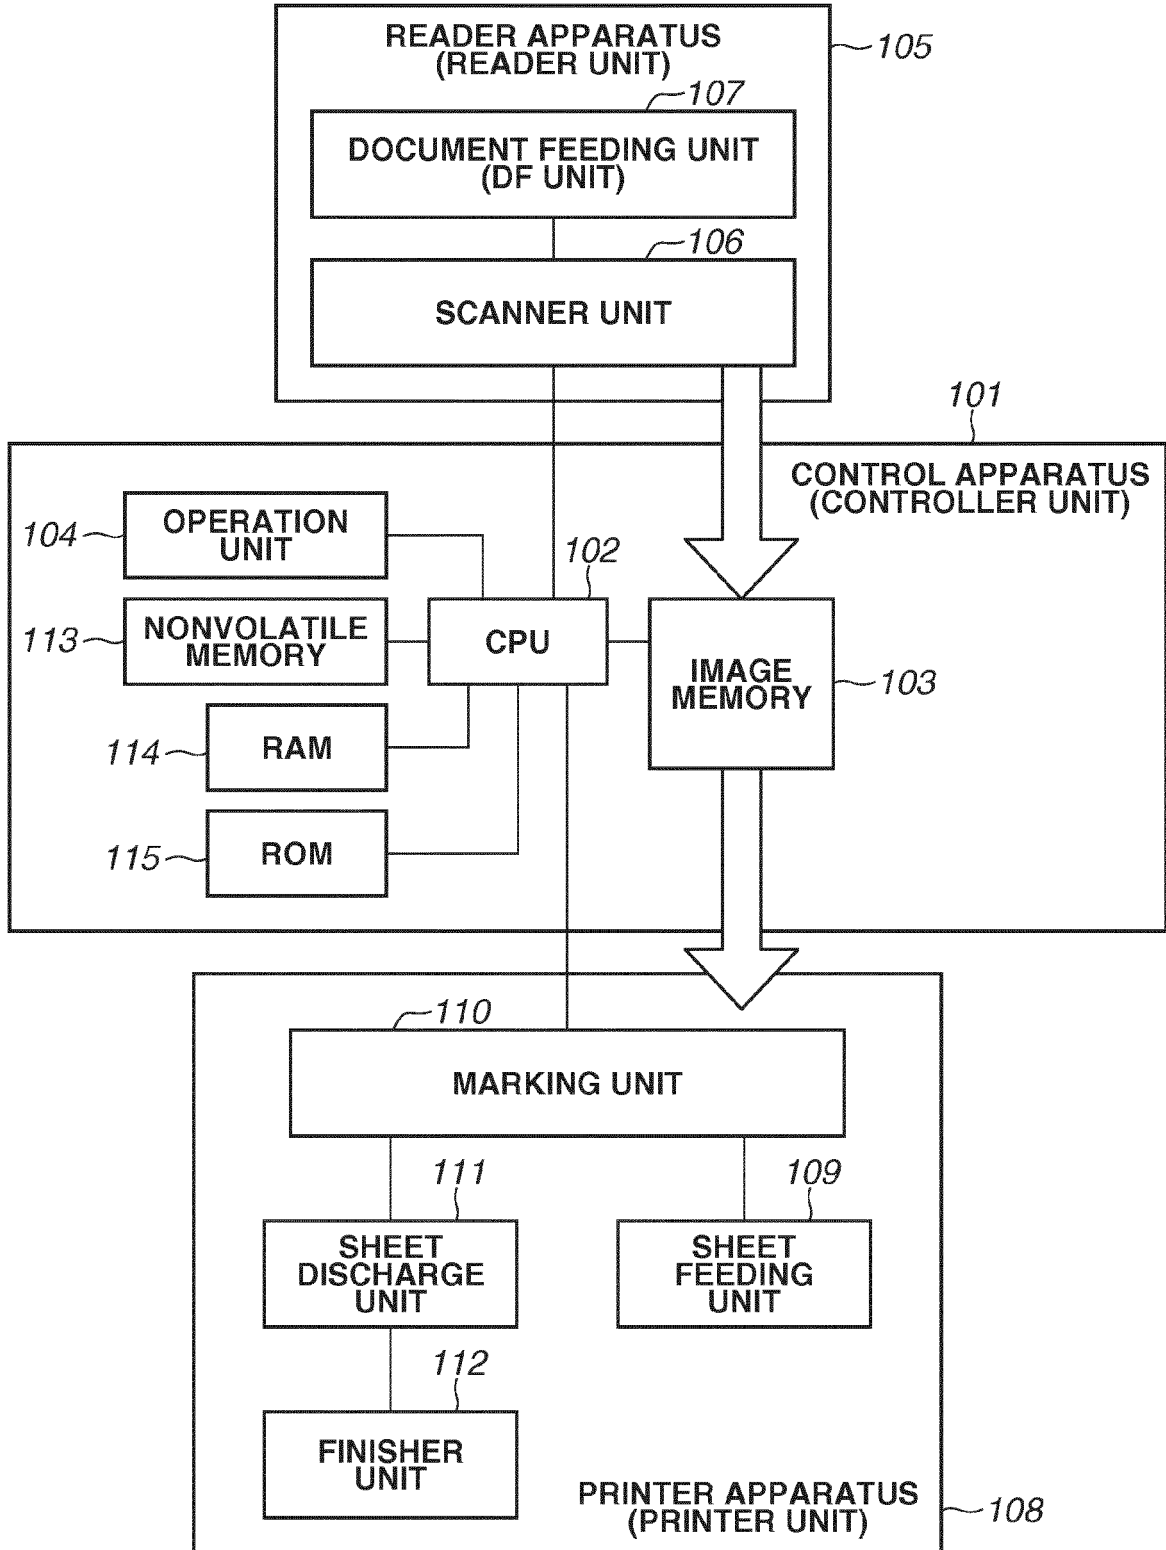 READER APPARATUS
(READER UNIT)
105
107
DOCUMENT FEEDING UNIT
(DF UNIT)
106
SCANNER UNIT
101
CONTROL APPARATUS
(CONTROLLER UNIT)
104
OPERATION
UNIT
102
113
NONVOLATILE
MEMORY
CPU
IMAGE
MEMORY
103
114
RAM
115
ROM
110
MARKING UNIT
111
109
SHEET
DISCHARGE
UNIT
SHEET
FEEDING
UNIT
112
FINISHER
UNIT
PRINTER APPARATUS
(PRINTER UNIT)
108